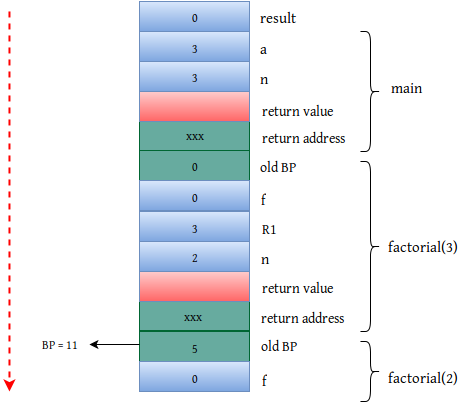 0 result
3 a
3 n
return value
xxx return address
0 old BP
0 f
3 R1
2 n
return value
xxx return address
5 old BP
0 f
main
factorial(3)
factorial(2)
BP = 11